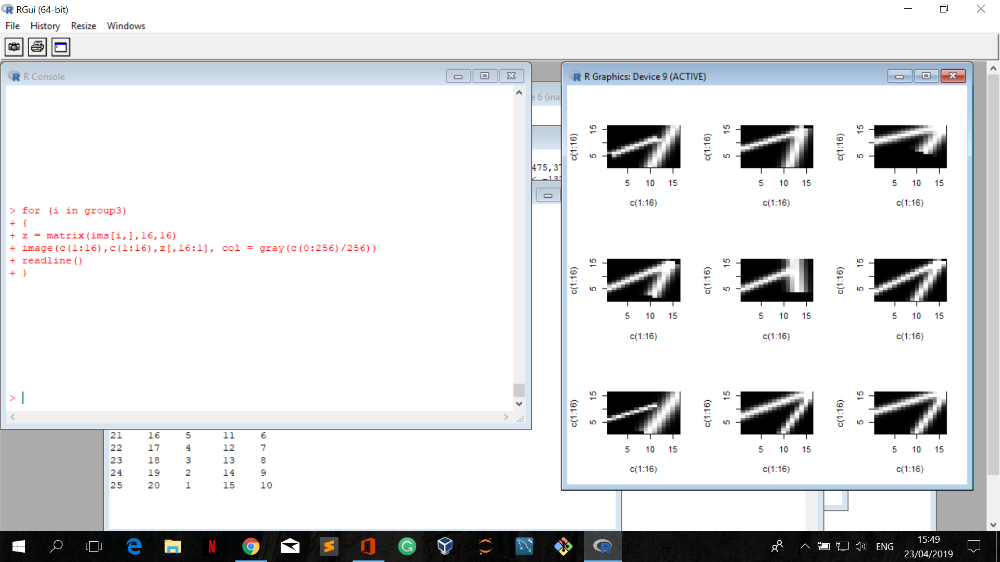 RGui (64-bit)
File History Resize Windows
R Console
> for (i in group3)
+ {
+ z = matrix(ims[i,],16,16)
+ image(c(1:16),c(1:16),z[,16:1], col = gray(c(0:256)/256))
+ readline()
+ }
>
e 6 (ina
475,37
< -13
21 16 5 11 6
22 17 4 12 7
23 18 3 13 8
24 19 2 14 9
25 20 1 15 10
R Graphics: Device 9 (ACTIVE)
c(1:16) 5 15 c(1:16) 5 15 c(1:16) 5 15
5 10 15 5 10 15 5 10 15
c(1:16) c(1:16) c(1:16)
c(1:16) 5 15 c(1:16) 5 15 c(1:16) 5 15
5 10 15 5 10 15 5 10 15
c(1:16) c(1:16) c(1:16)
c(1:16) 5 15 c(1:16) 5 15 c(1:16) 5 15
5 10 15 5 10 15 5 10 15
c(1:16) c(1:16) c(1:16)
ENG
15:49
23/04/2019